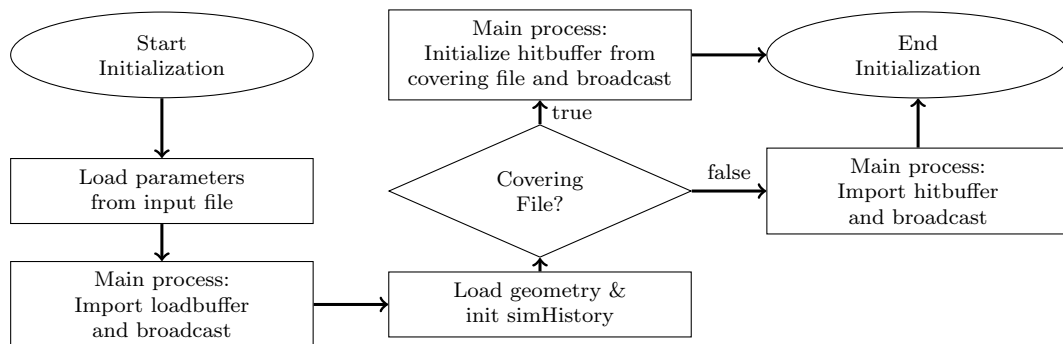 Start
Initialization
Load parameters
from input file
Main process:
Import loadbuffer
and broadcast
Load geometry &
init simHistory
Covering
File?
true
Main process:
Initialize hitbuffer from
covering file and broadcast
false
Main process:
Import hitbuffer
and broadcast
End
Initialization